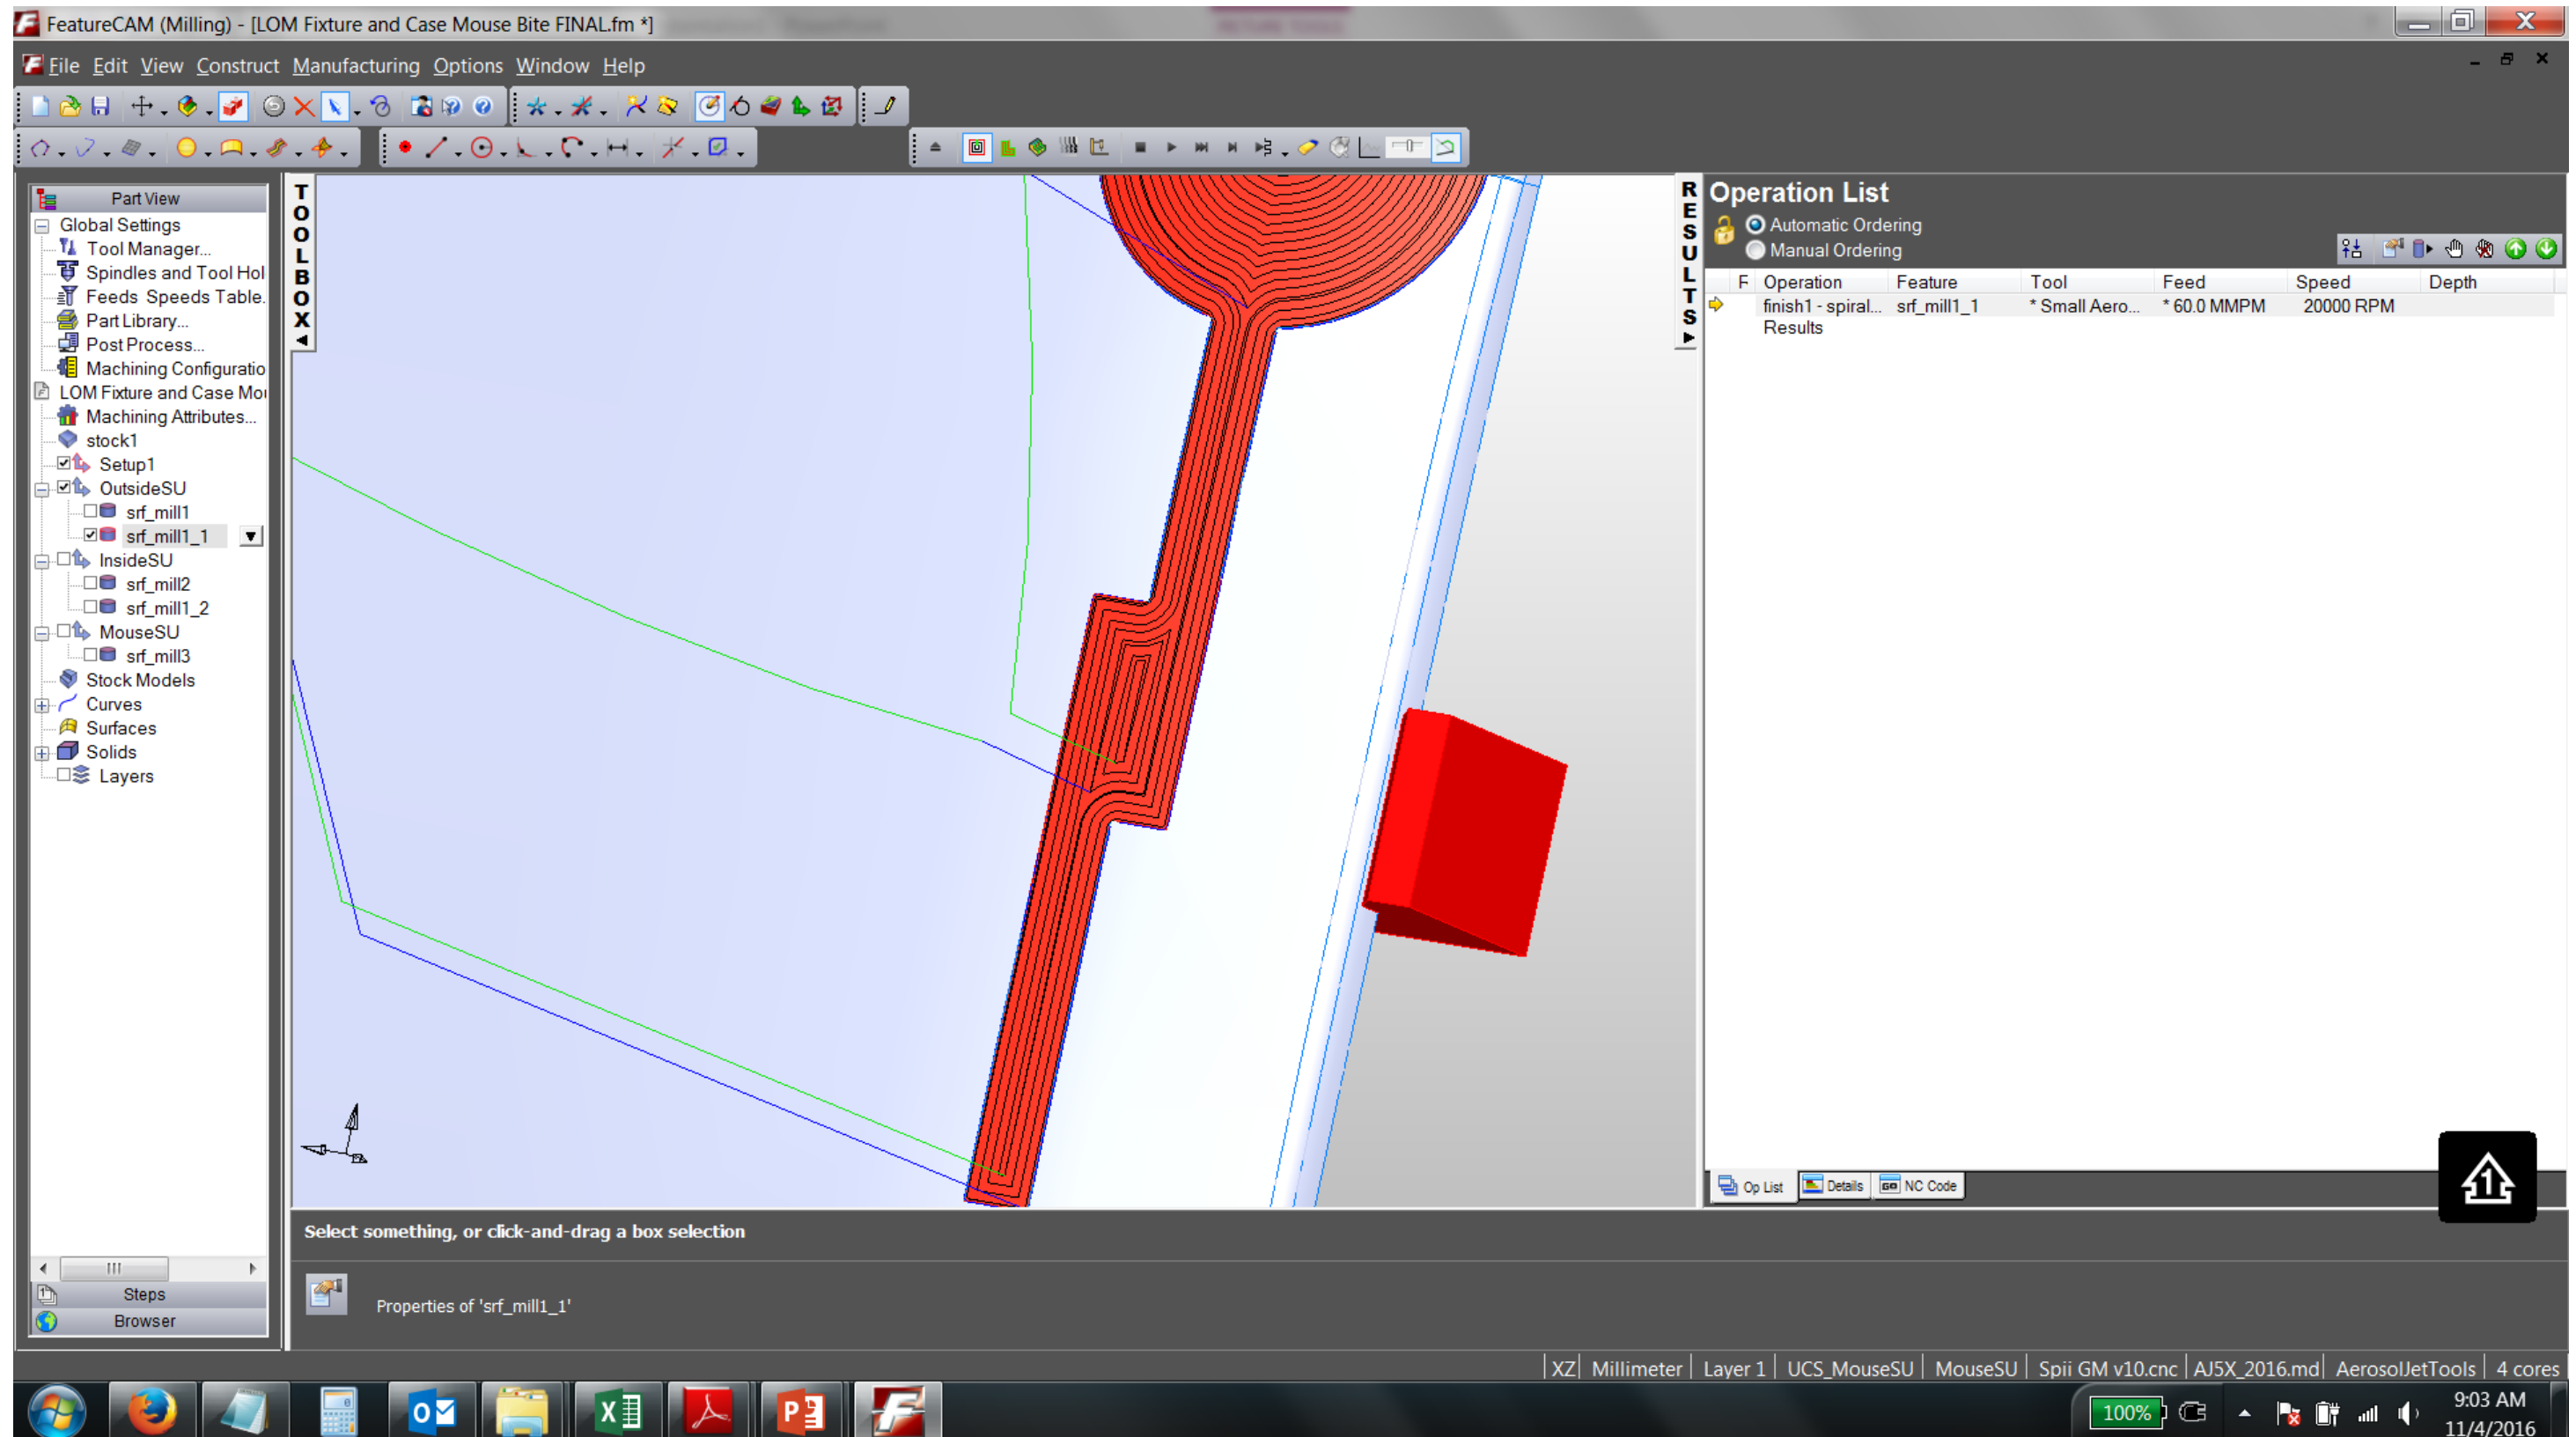 FeatureCAM (Milling) - [LOM Fixture and Case Mouse Bite FINAL.fm *]
File Edit View Construct Manufacturing Options Window Help
Part View
Global Settings
Tool Manager...
Spindles and Tool Hol
Feeds Speeds Table.
Part Library...
Post Process...
Machining Configuratio
LOM Fixture and Case Mo
Machining Attributes...
stock1
Setup1
OutsideSU
srf_mill1
srf_mill1_1
InsideSU
srf_mill2
srf_mill1_2
MouseSU
srf_mill3
Stock Models
Curves
Surfaces
Solids
Layers
Steps
Browser
TOOLBOX
RESULTS
Operation List
Automatic Ordering
Manual Ordering
F Operation Feature Tool Feed Speed Depth
finish1 - spiral... srf_mill1_1 * Small Aero... * 60.0 MMPM 20000 RPM
Results
Op List Details GO NC Code
1
Select something, or click-and-drag a box selection
Properties of 'srf_mill1_1'
XZ Millimeter Layer 1 UCS_MouseSU MouseSU Spii GM v10.cnc AJ5X_2016.md AerosolJetTools 4 cores
100%
9:03 AM
11/4/2016